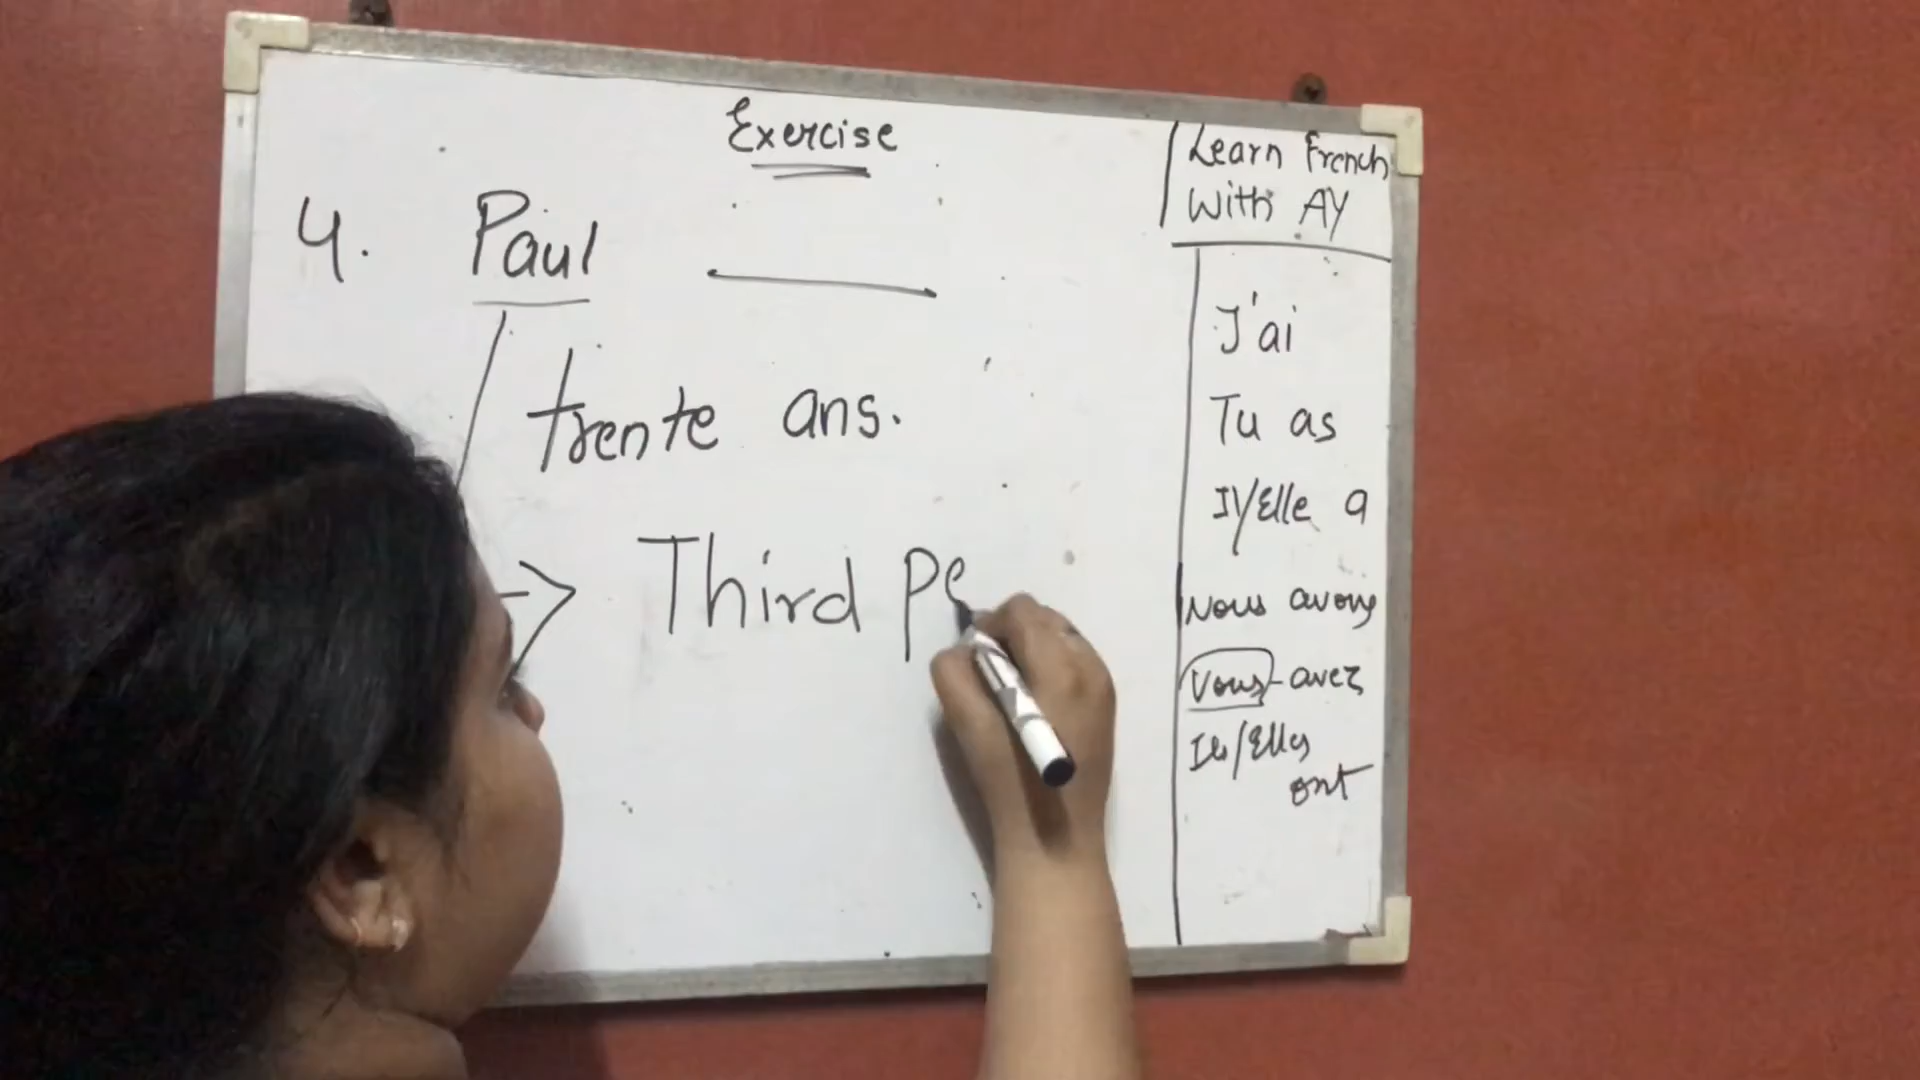 Exercise
4. Paul ______
trente ans.
-> Third Pe
Learn French
With AY
J'ai
Tu as
Il/Elle a
Nous avons
Vous - avez
Ils/Elles
ont